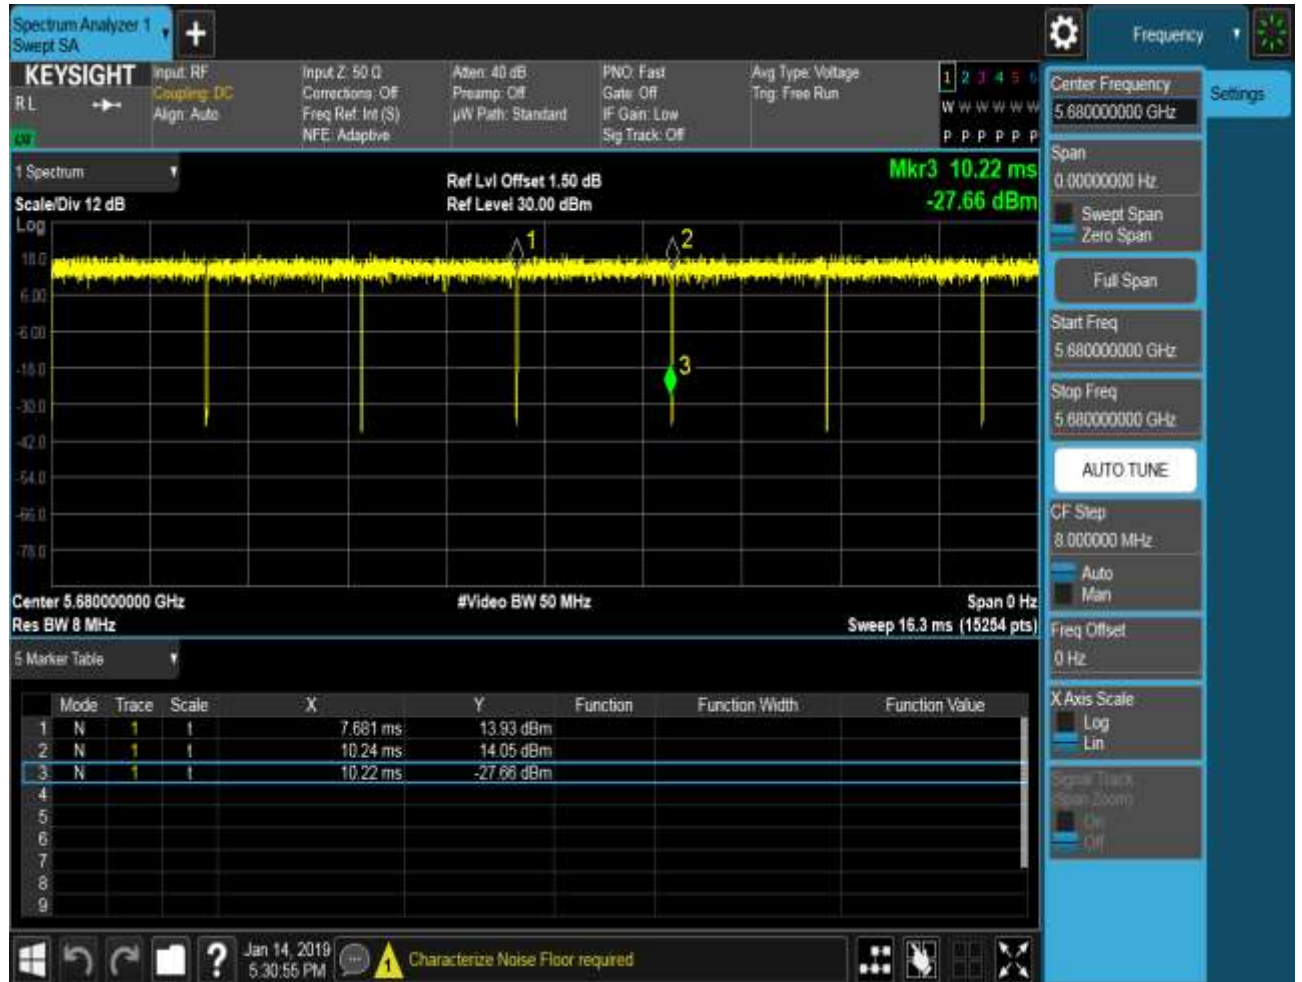 Spectrum Analyzer 1
Swept SA
Frequency
KEYSIGHT
R L
Input: RF
Coupling: DC
Align: Auto
Input Z: 50 Ω
Corrections: Off
Freq Ref: Int (S)
NFE: Adaptive
Atten: 40 dB
Preamp: Off
µW Path: Standard
PNO: Fast
Gate: Off
IF Gain: Low
Sig Track: Off
Avg Type: Voltage
Trig: Free Run
1 2 3 4 5 6
W W W W W W
P P P P P P
1 Spectrum
Scale/Div 12 dB
Ref Lvl Offset 1.50 dB
Ref Level 30.00 dBm
Mkr3 10.22 ms
-27.66 dBm
Log
18.0
6.00
-6.00
-18.0
-30.0
-42.0
-54.0
-66.0
-78.0
1
2
3
Center 5.680000000 GHz
#Video BW 50 MHz
Span 0 Hz
Res BW 8 MHz
Sweep 16.3 ms (15254 pts)
5 Marker Table
Mode Trace Scale X Y Function Function Width Function Value
1 N 1 t 7.681 ms 13.93 dBm
2 N 1 t 10.24 ms 14.05 dBm
3 N 1 t 10.22 ms -27.66 dBm
4
5
6
7
8
9
Jan 14, 2019
5:30:55 PM
1
Characterize Noise Floor required
Center Frequency
5.680000000 GHz
Settings
Span
0.00000000 Hz
Swept Span
Zero Span
Full Span
Start Freq
5.680000000 GHz
Stop Freq
5.680000000 GHz
AUTO TUNE
CF Step
8.000000 MHz
Auto
Man
Freq Offset
0 Hz
X Axis Scale
Log
Lin
Signal Track
(Span Zoom)
On
Off